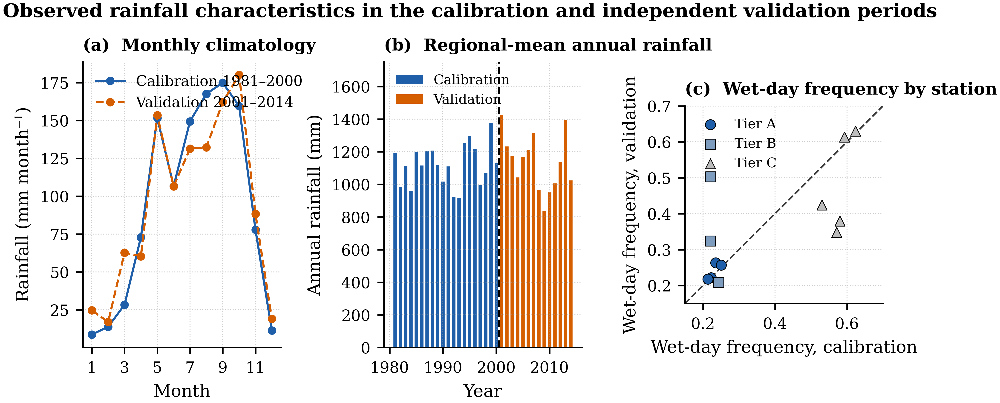 Observed rainfall characteristics in the calibration and independent validation periods
(a) Monthly climatology
Calibration 1981–2000
Validation 2001–2014
Rainfall (mm month⁻¹)
175
150
125
100
75
50
25
1 3 5 7 9 11
Month
(b) Regional-mean annual rainfall
Calibration
Validation
Annual rainfall (mm)
1600
1400
1200
1000
800
600
400
200
0
1980 1990 2000 2010
Year
(c) Wet-day frequency by station
Tier A
Tier B
Tier C
Wet-day frequency, validation
0.7
0.6
0.5
0.4
0.3
0.2
0.2 0.4 0.6
Wet-day frequency, calibration